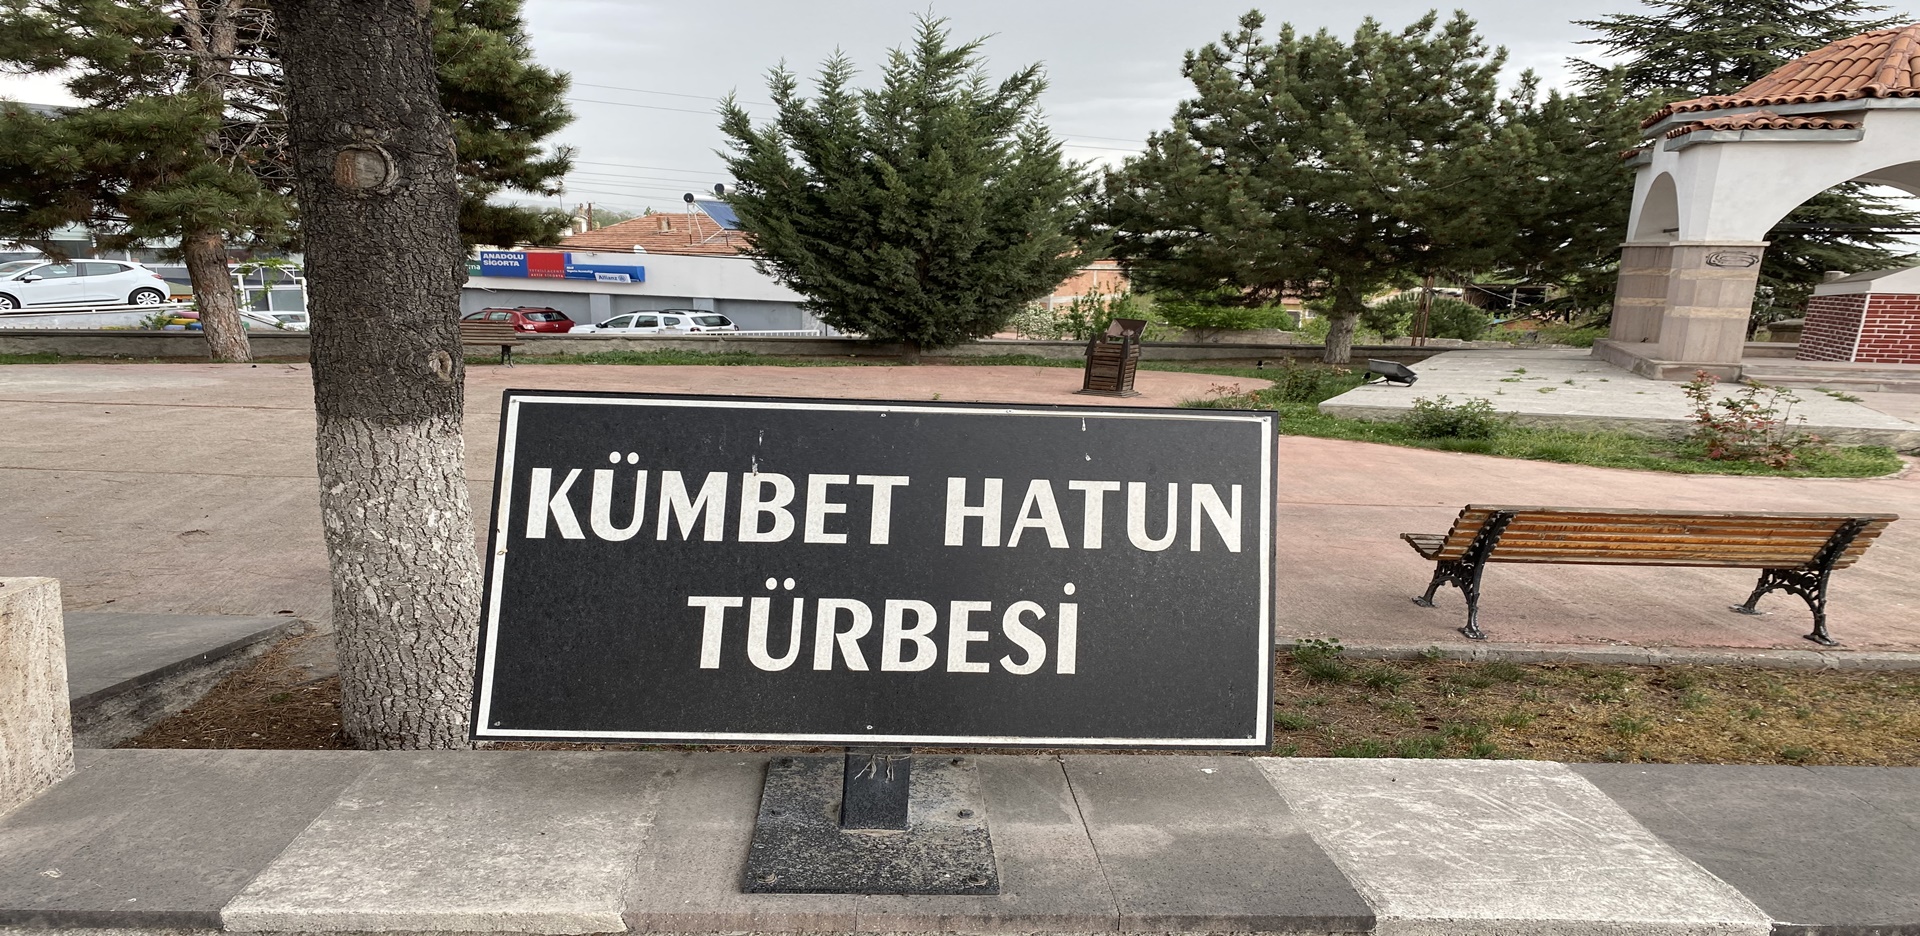 ANADOLU
SİGORTA
Allianz
KÜMBET HATUN
TÜRBESİ